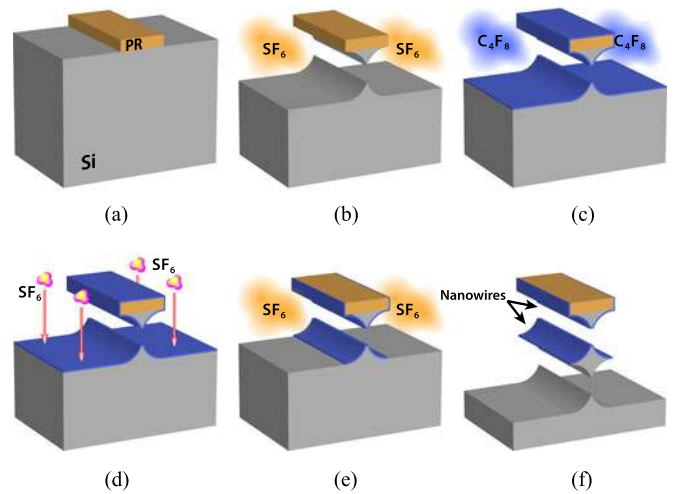 PR
Si
(a)
SF₆
SF₆
(b)
C₄F₈
C₄F₈
(c)
SF₆
SF₆
(d)
SF₆
SF₆
(e)
Nanowires
(f)